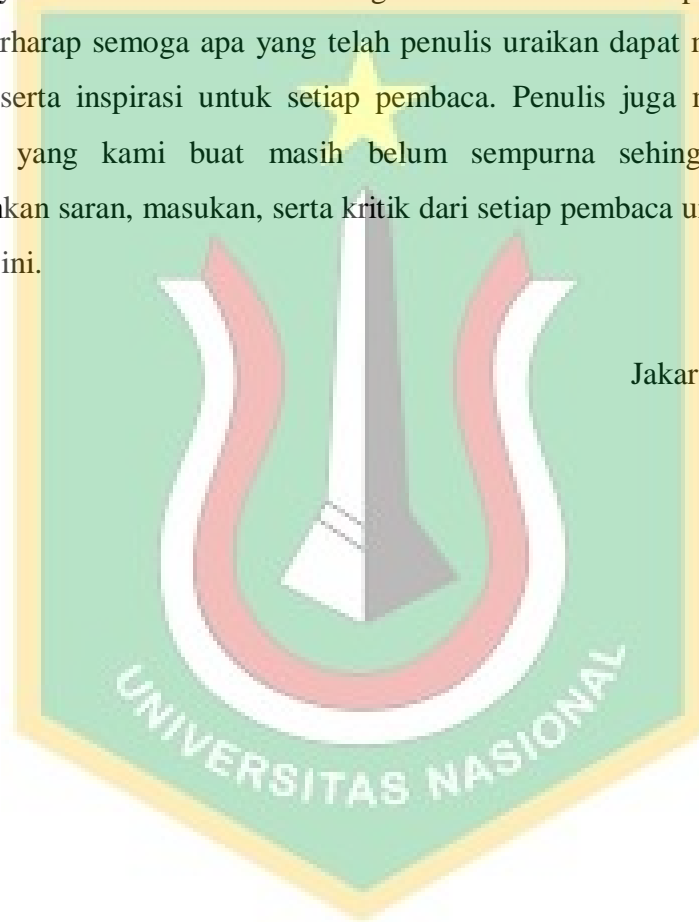 erharap semoga apa yang telah penulis uraikan dapat
serta inspirasi untuk setiap pembaca. Penulis juga
yang kami buat masih belum sempurna sehing
kan saran, masukan, serta kritik dari setiap pembaca
ini.
Jakar
UNIVERSITAS NASIONAL